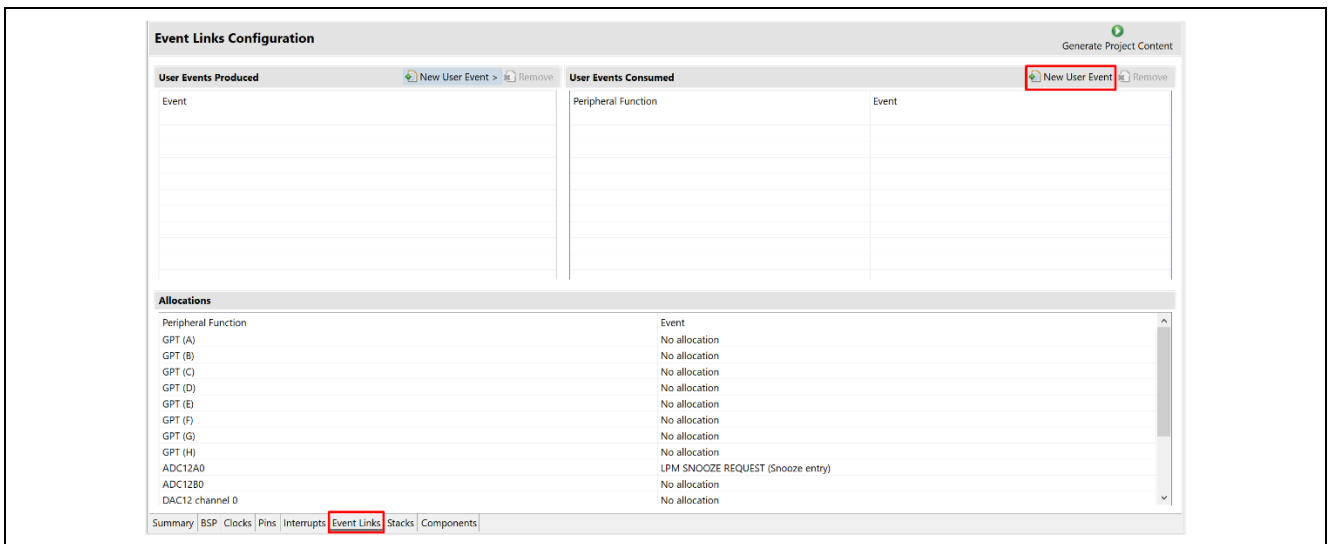 Event Links Configuration
Generate Project Content
User Events Produced New User Event > Remove User Events Consumed New User Event Remove
Event Peripheral Function Event
Allocations
Peripheral Function Event
GPT (A) No allocation
GPT (B) No allocation
GPT (C) No allocation
GPT (D) No allocation
GPT (E) No allocation
GPT (F) No allocation
GPT (G) No allocation
GPT (H) No allocation
ADC12A0 LPM SNOOZE REQUEST (Snooze entry)
ADC12B0 No allocation
DAC12 channel 0 No allocation
Summary BSP Clocks Pins Interrupts Event Links Stacks Components